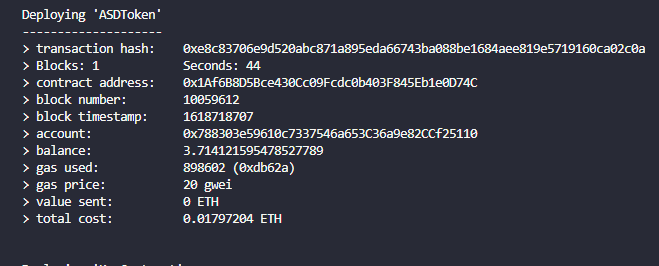 Deploying 'ASDToken'
--------------------
> transaction hash: 0xe8c83706e9d520abc871a895eda66743ba088be1684aee819e5719160ca02c0a
> Blocks: 1 Seconds: 44
> contract address: 0x1Af6B8D5Bce430Cc09Fcdc0b403F845Eb1e0D74C
> block number: 10059612
> block timestamp: 1618718707
> account: 0x788303e59610c7337546a653C36a9e82CCf25110
> balance: 3.714121595478527789
> gas used: 898602 (0xdb62a)
> gas price: 20 gwei
> value sent: 0 ETH
> total cost: 0.01797204 ETH